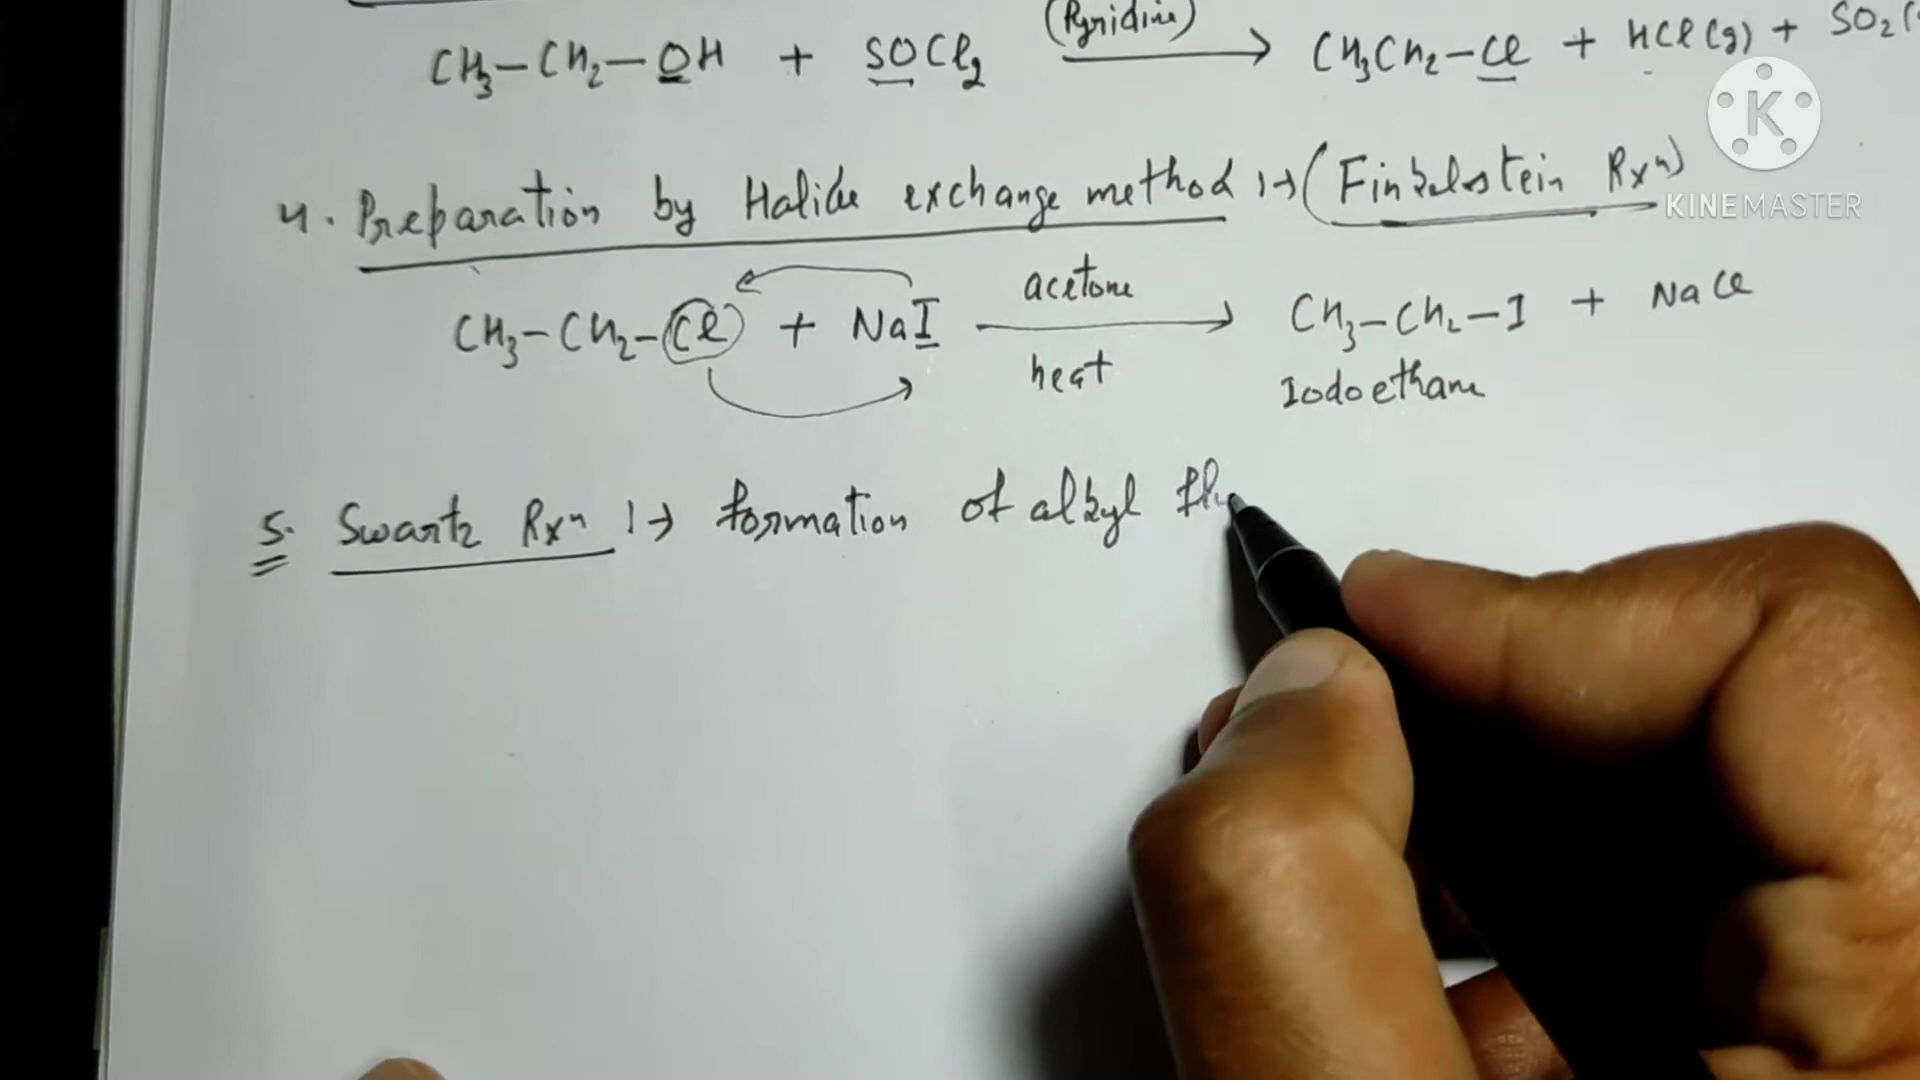 (Pyridine)
CH₃-CH₂-OH + SOCl₂ → CH₃CH₂-Cl + HCl(g) + SO₂(
4. Preparation by Halide exchange method :→ (Finkelstein Rxⁿ)
K
KINEMASTER
acetone
CH₃-CH₂-Cl + NaI → CH₃-CH₂-I + NaCl
heat
Iodoethane
5. Swartz Rxⁿ :→ formation of alkyl flu